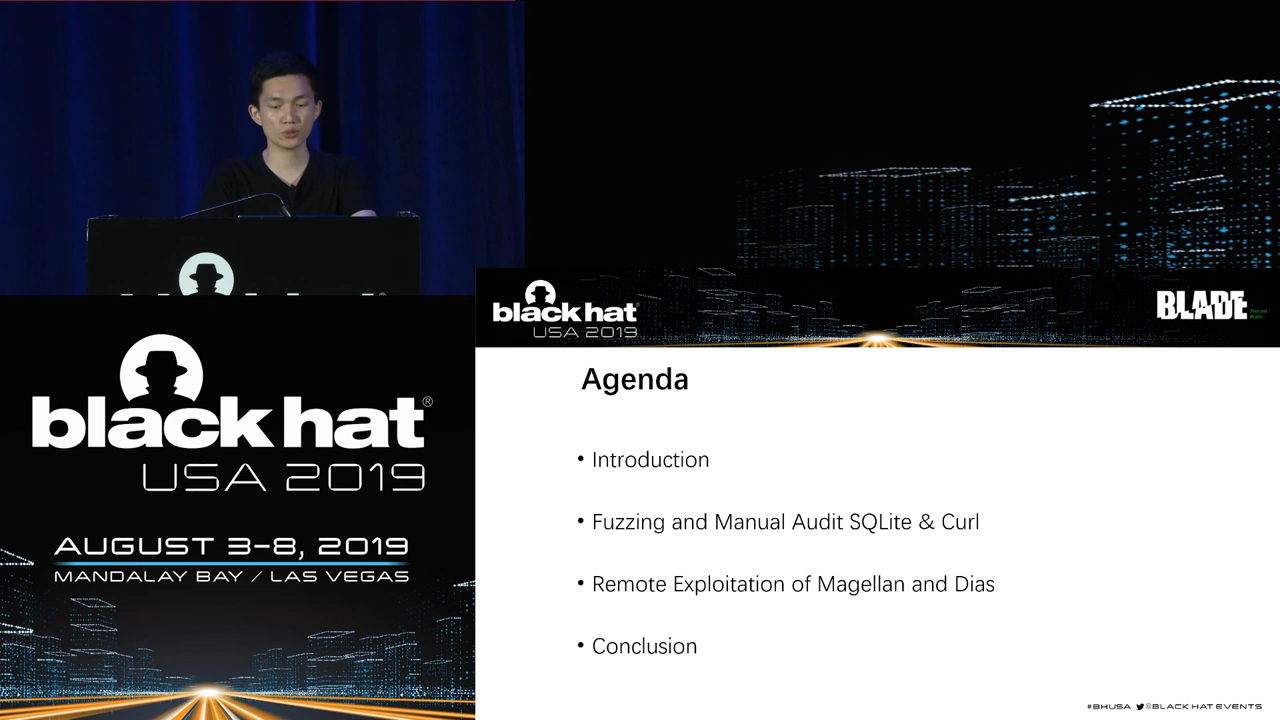 black hat®
USA 2019
AUGUST 3-8, 2019
MANDALAY BAY / LAS VEGAS
black hat®
USA 2019
BLADE
Agenda
• Introduction
• Fuzzing and Manual Audit SQLite & Curl
• Remote Exploitation of Magellan and Dias
• Conclusion
#BHUSA @BLACK HAT EVENTS